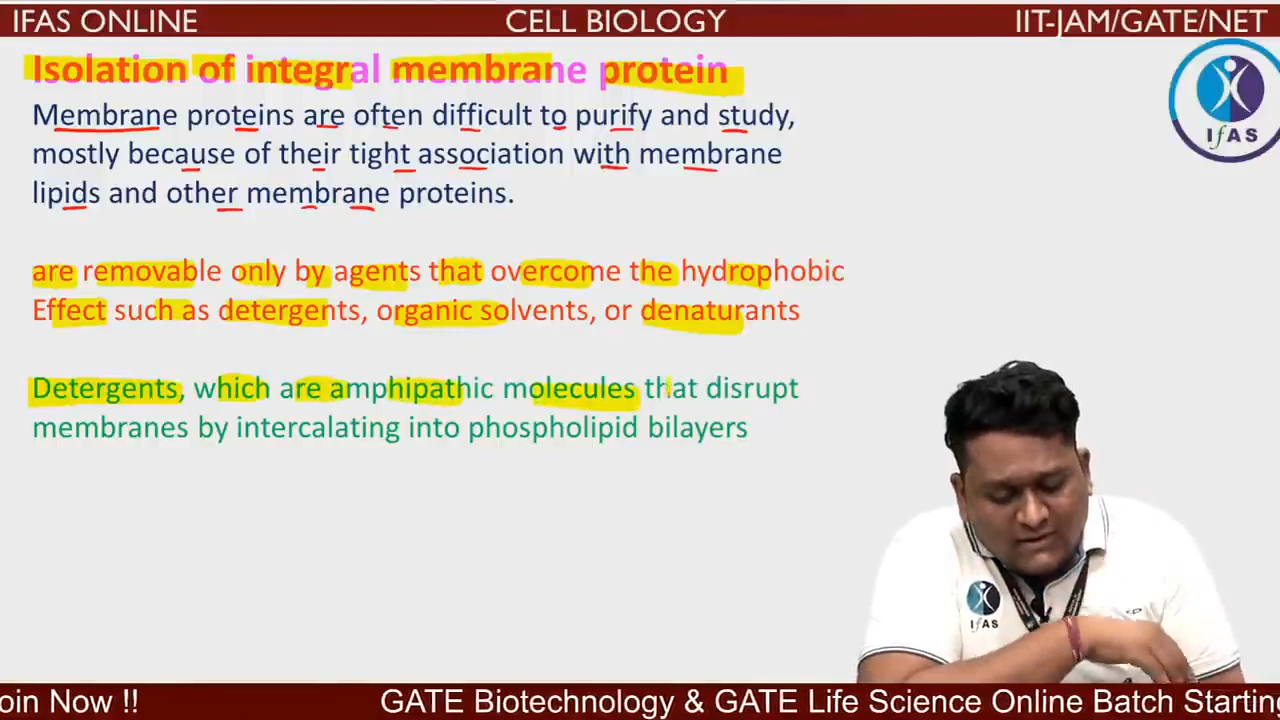 IFAS ONLINE CELL BIOLOGY IIT-JAM/GATE/NET
Isolation of integral membrane protein
IfAS
Membrane proteins are often difficult to purify and study,
mostly because of their tight association with membrane
lipids and other membrane proteins.
are removable only by agents that overcome the hydrophobic
Effect such as detergents, organic solvents, or denaturants
Detergents, which are amphipathic molecules that disrupt
membranes by intercalating into phospholipid bilayers
IfAS
oin Now !! GATE Biotechnology & GATE Life Science Online Batch Starting